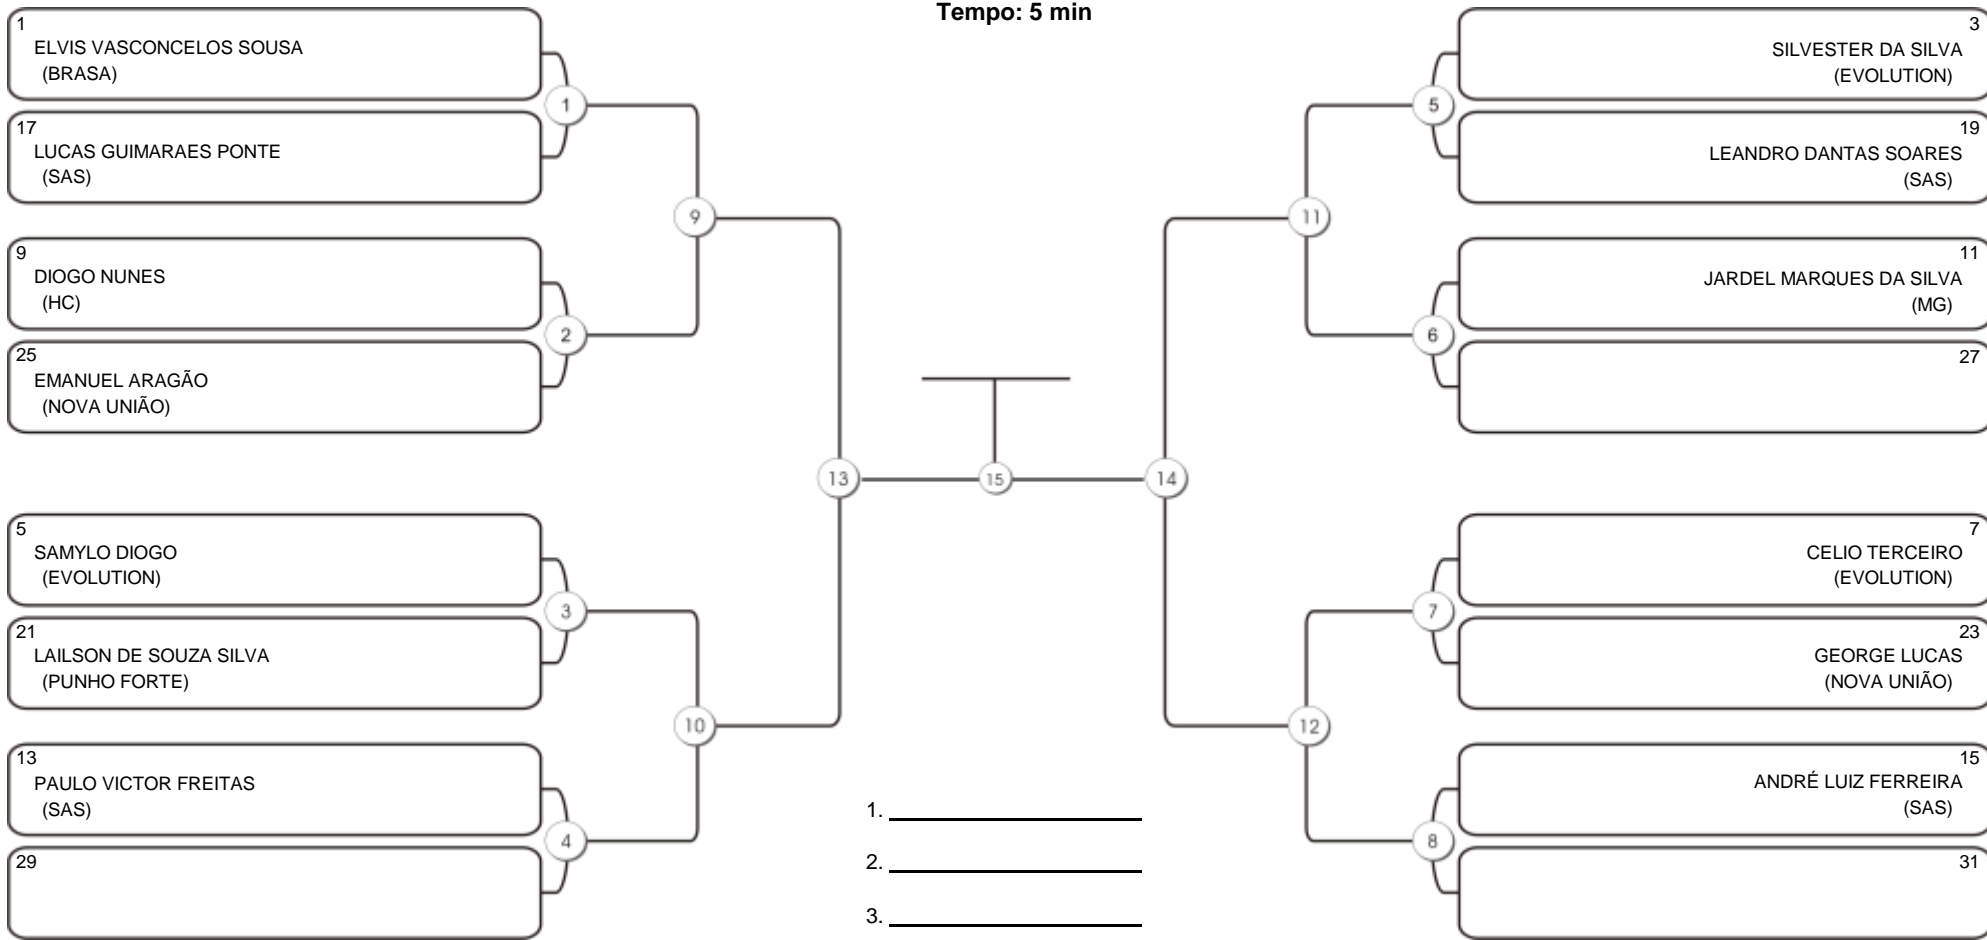 Tempo: 5 min
1
ELVIS VASCONCELOS SOUSA
(BRASA)
17
LUCAS GUIMARAES PONTE
(SAS)
9
DIOGO NUNES
(HC)
25
EMANUEL ARAGÃO
(NOVA UNIÃO)
5
SAMYLO DIOGO
(EVOLUTION)
21
LAILSON DE SOUZA SILVA
(PUNHO FORTE)
13
PAULO VICTOR FREITAS
(SAS)
29
1
2
3
4
9
10
13
15
14
11
12
5
6
7
8
3
SILVESTER DA SILVA
(EVOLUTION)
19
LEANDRO DANTAS SOARES
(SAS)
11
JARDEL MARQUES DA SILVA
(MG)
27
7
CELIO TERCEIRO
(EVOLUTION)
23
GEORGE LUCAS
(NOVA UNIÃO)
15
ANDRÉ LUIZ FERREIRA
(SAS)
31
1.
2.
3.